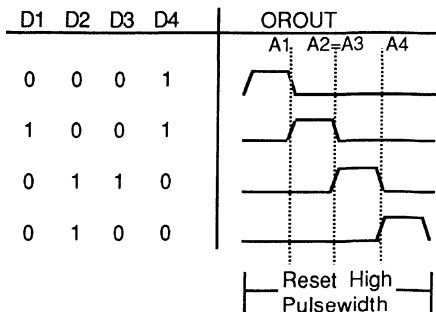 D1 D2 D3 D4 OROUT
A1 A2=A3 A4
0 0 0 1
1 0 0 1
0 1 1 0
0 1 0 0
Reset High
Pulsewidth